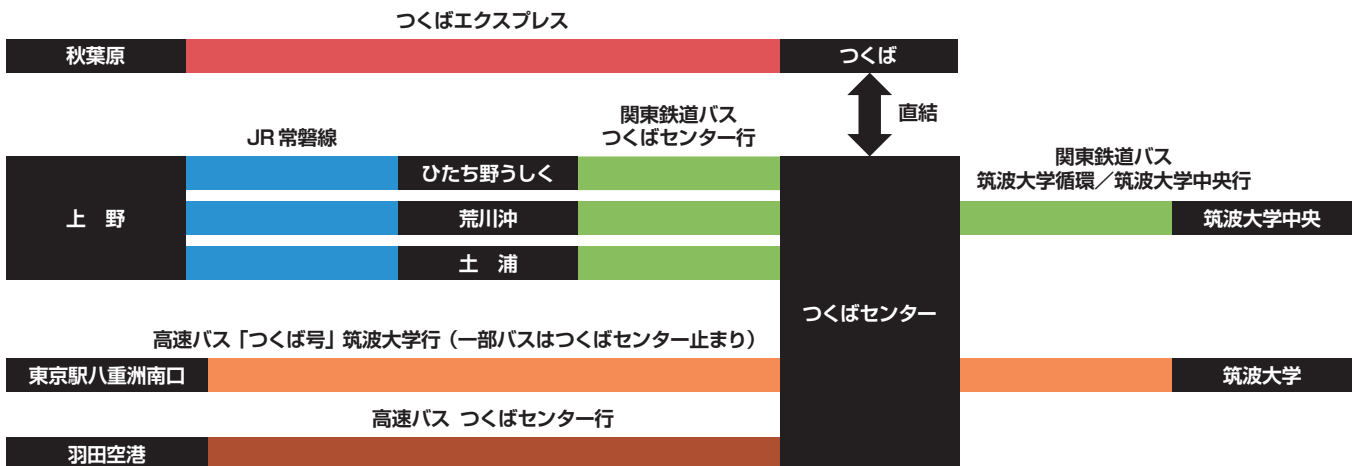 つくばエクスプレス
秋葉原
つくば
直結
JR常磐線
関東鉄道バス
つくばセンター行
関東鉄道バス
筑波大学循環／筑波大学中央行
上　野
ひたち野うしく
荒川沖
土　浦
つくばセンター
筑波大学中央
高速バス「つくば号」筑波大学行（一部バスはつくばセンター止まり）
東京駅八重洲南口
筑波大学
高速バス つくばセンター行
羽田空港